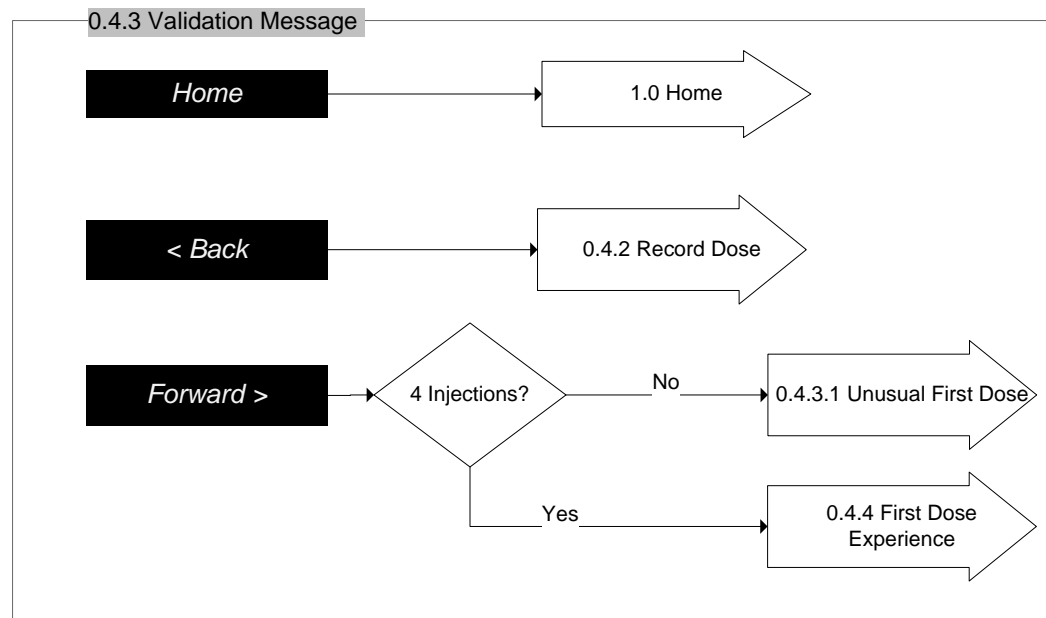 0.4.3 Validation Message
Home
1.0 Home
< Back
0.4.2 Record Dose
Forward >
4 Injections?
No
0.4.3.1 Unusual First Dose
Yes
0.4.4 First Dose
Experience